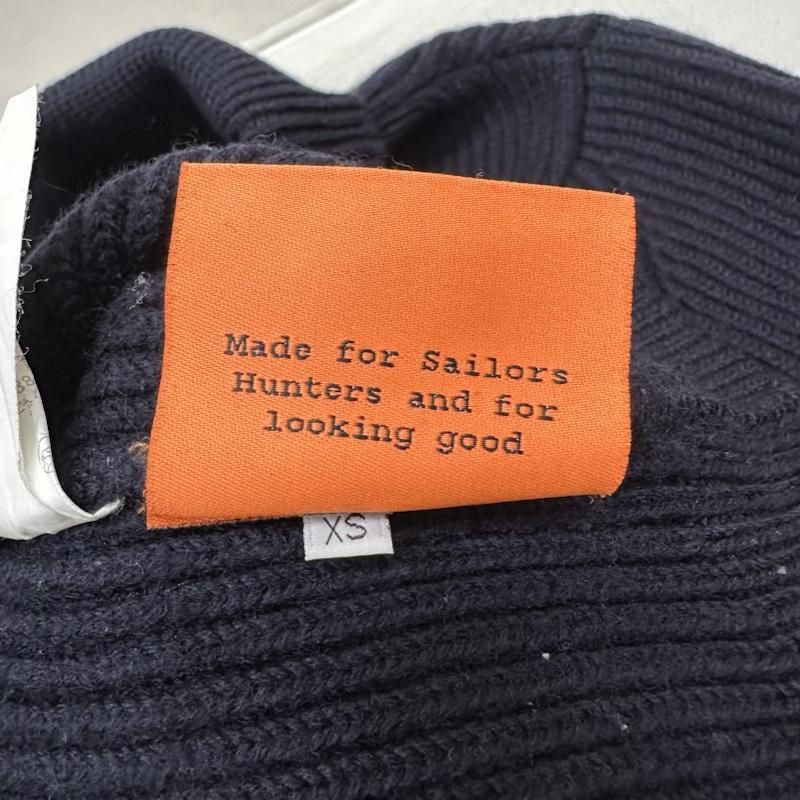 Made for Sailors
Hunters and for
looking good
XS